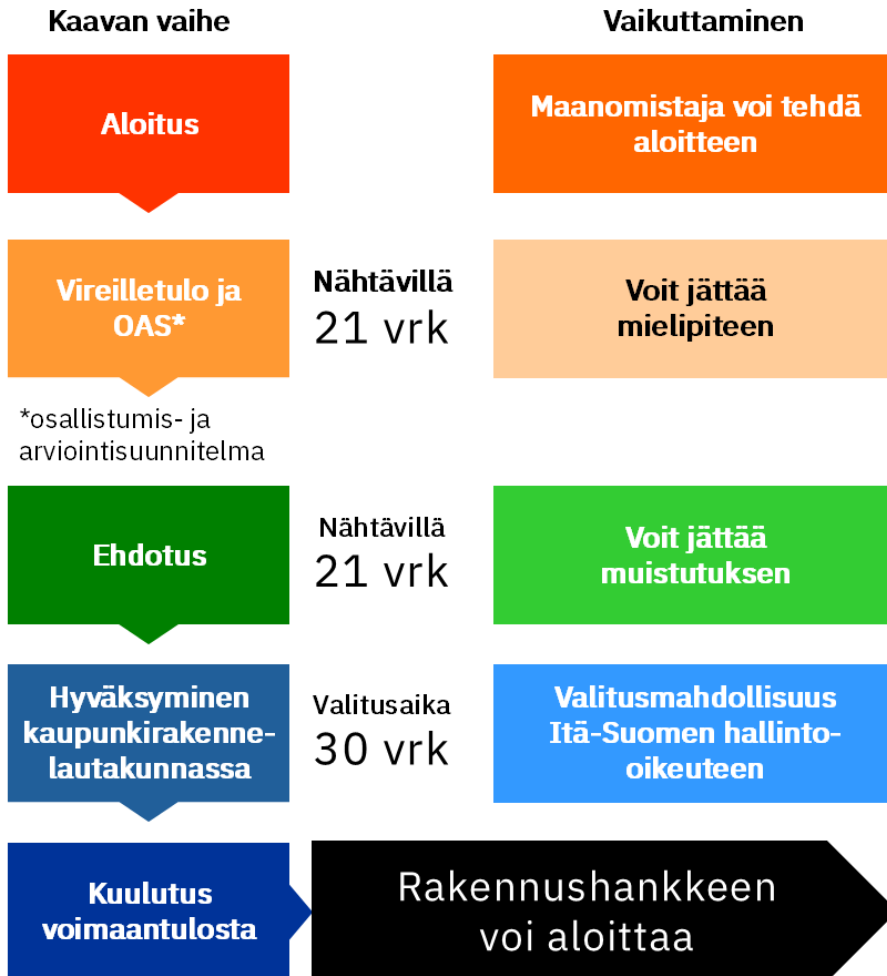 Kaavan vaihe
Vaikuttaminen
Aloitus
Maanomistaja voi tehdä
aloitteen
Vireilletulo ja
OAS*
Nähtävillä
21 vrk
Voit jättää
mielipiteen
*osallistumis- ja
arviointisuunnitelma
Ehdotus
Nähtävillä
21 vrk
Voit jättää
muistutuksen
Hyväksyminen
kaupunkirakenne-
lautakunnassa
Valitusaika
30 vrk
Valitusmahdollisuus
Itä-Suomen hallinto-
oikeuteen
Kuulutus
voimaantulosta
Rakennushankkeen
voi aloittaa